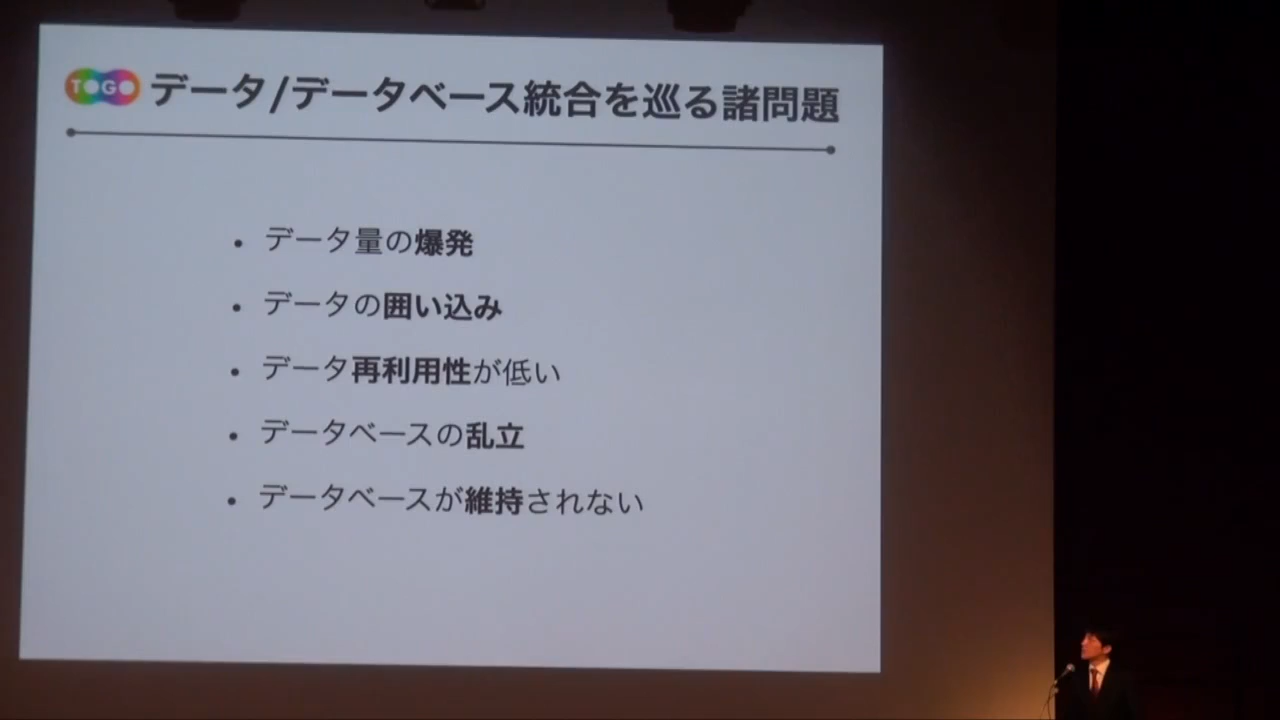 TOGO データ/データベース統合を巡る諸問題
• データ量の爆発
• データの囲い込み
• データ再利用性が低い
• データベースの乱立
• データベースが維持されない